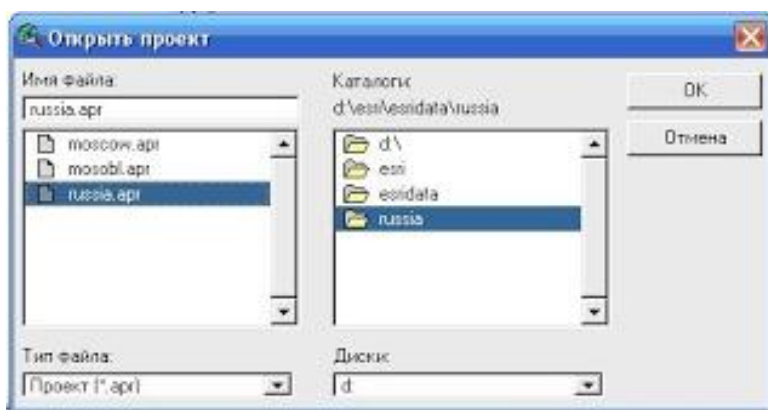 Открыть проект
Имя файла:
russia.apr
moscow.apr
mosobl.apr
russia.apr
Тип файла:
Проект (*.apr)
Каталоги:
d:\esri\esridata\russia
d:\
esri
esridata
russia
Диски:
d:
OK
Отмена